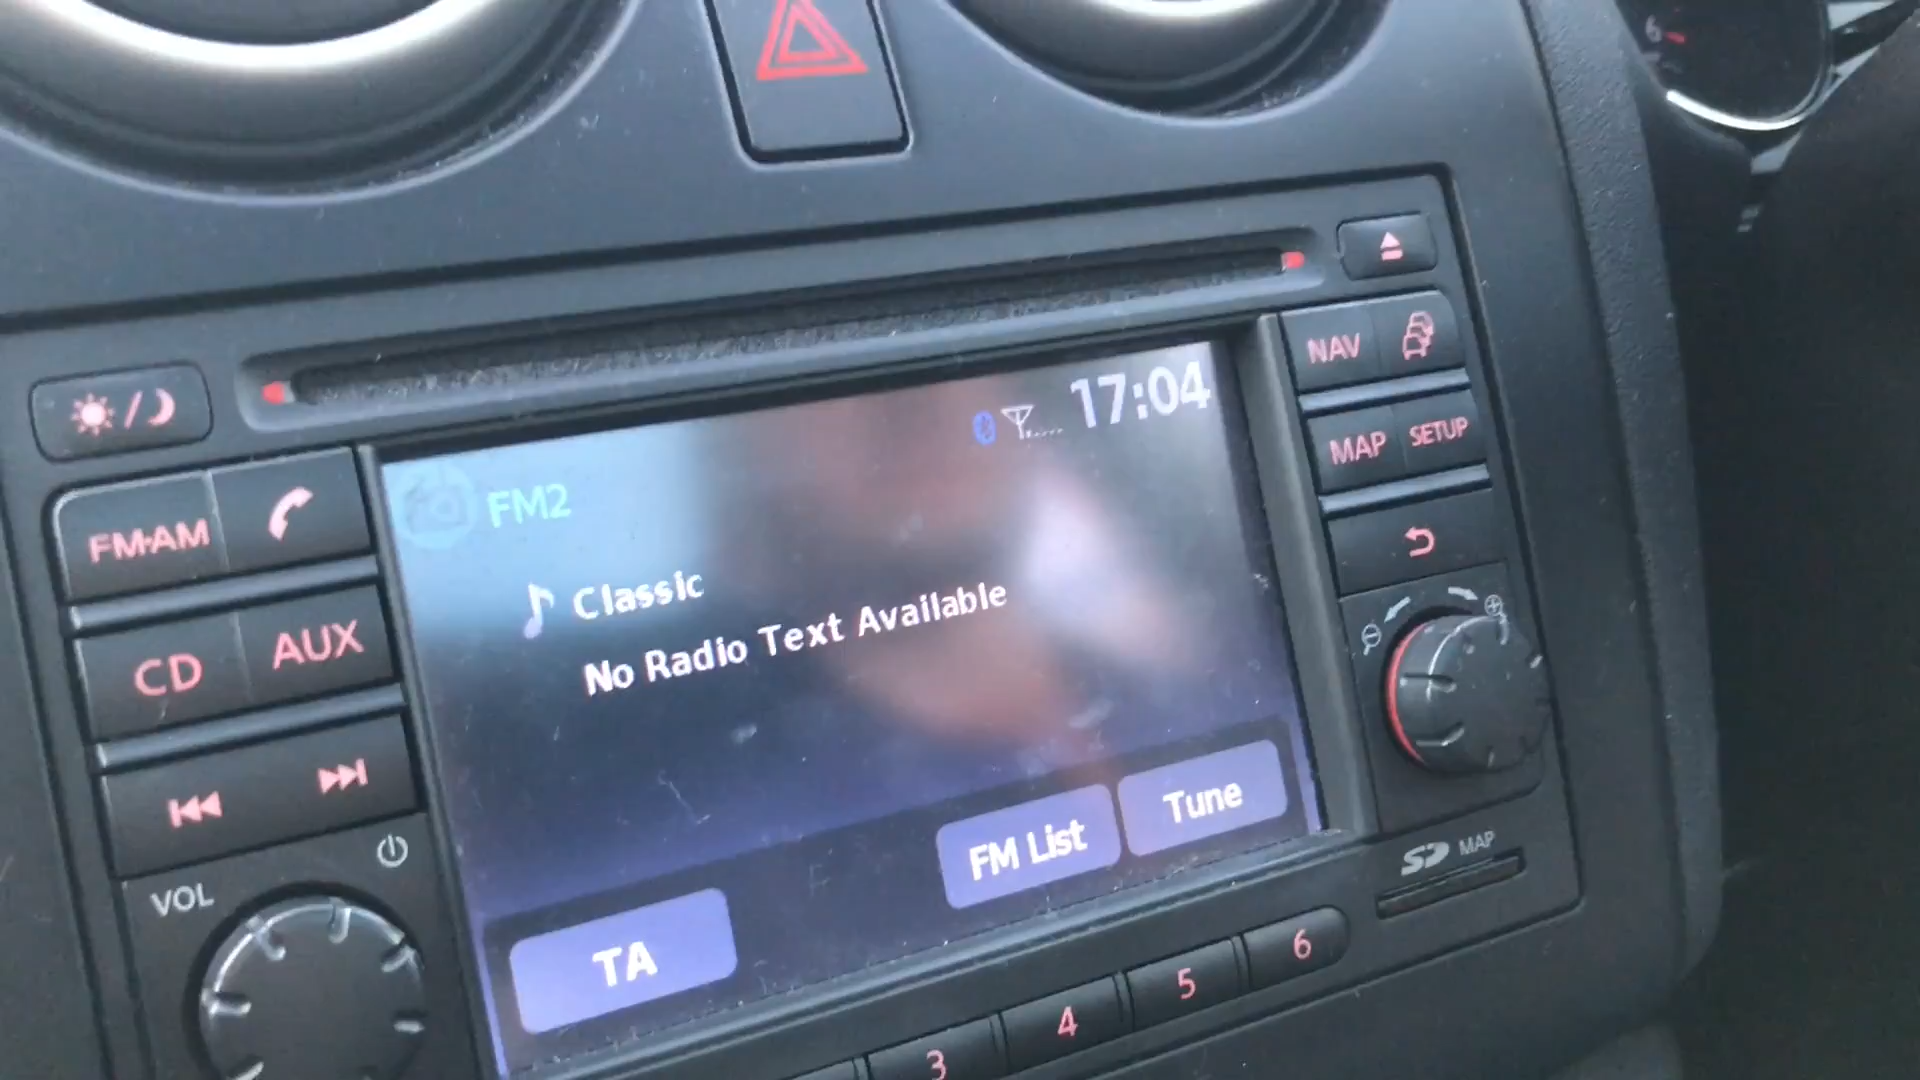 6
17:04
FM2
Classic
No Radio Text Available
FM List
Tune
TA
FM·AM
CD
AUX
VOL
NAV
MAP
SETUP
SD MAP
3
4
5
6